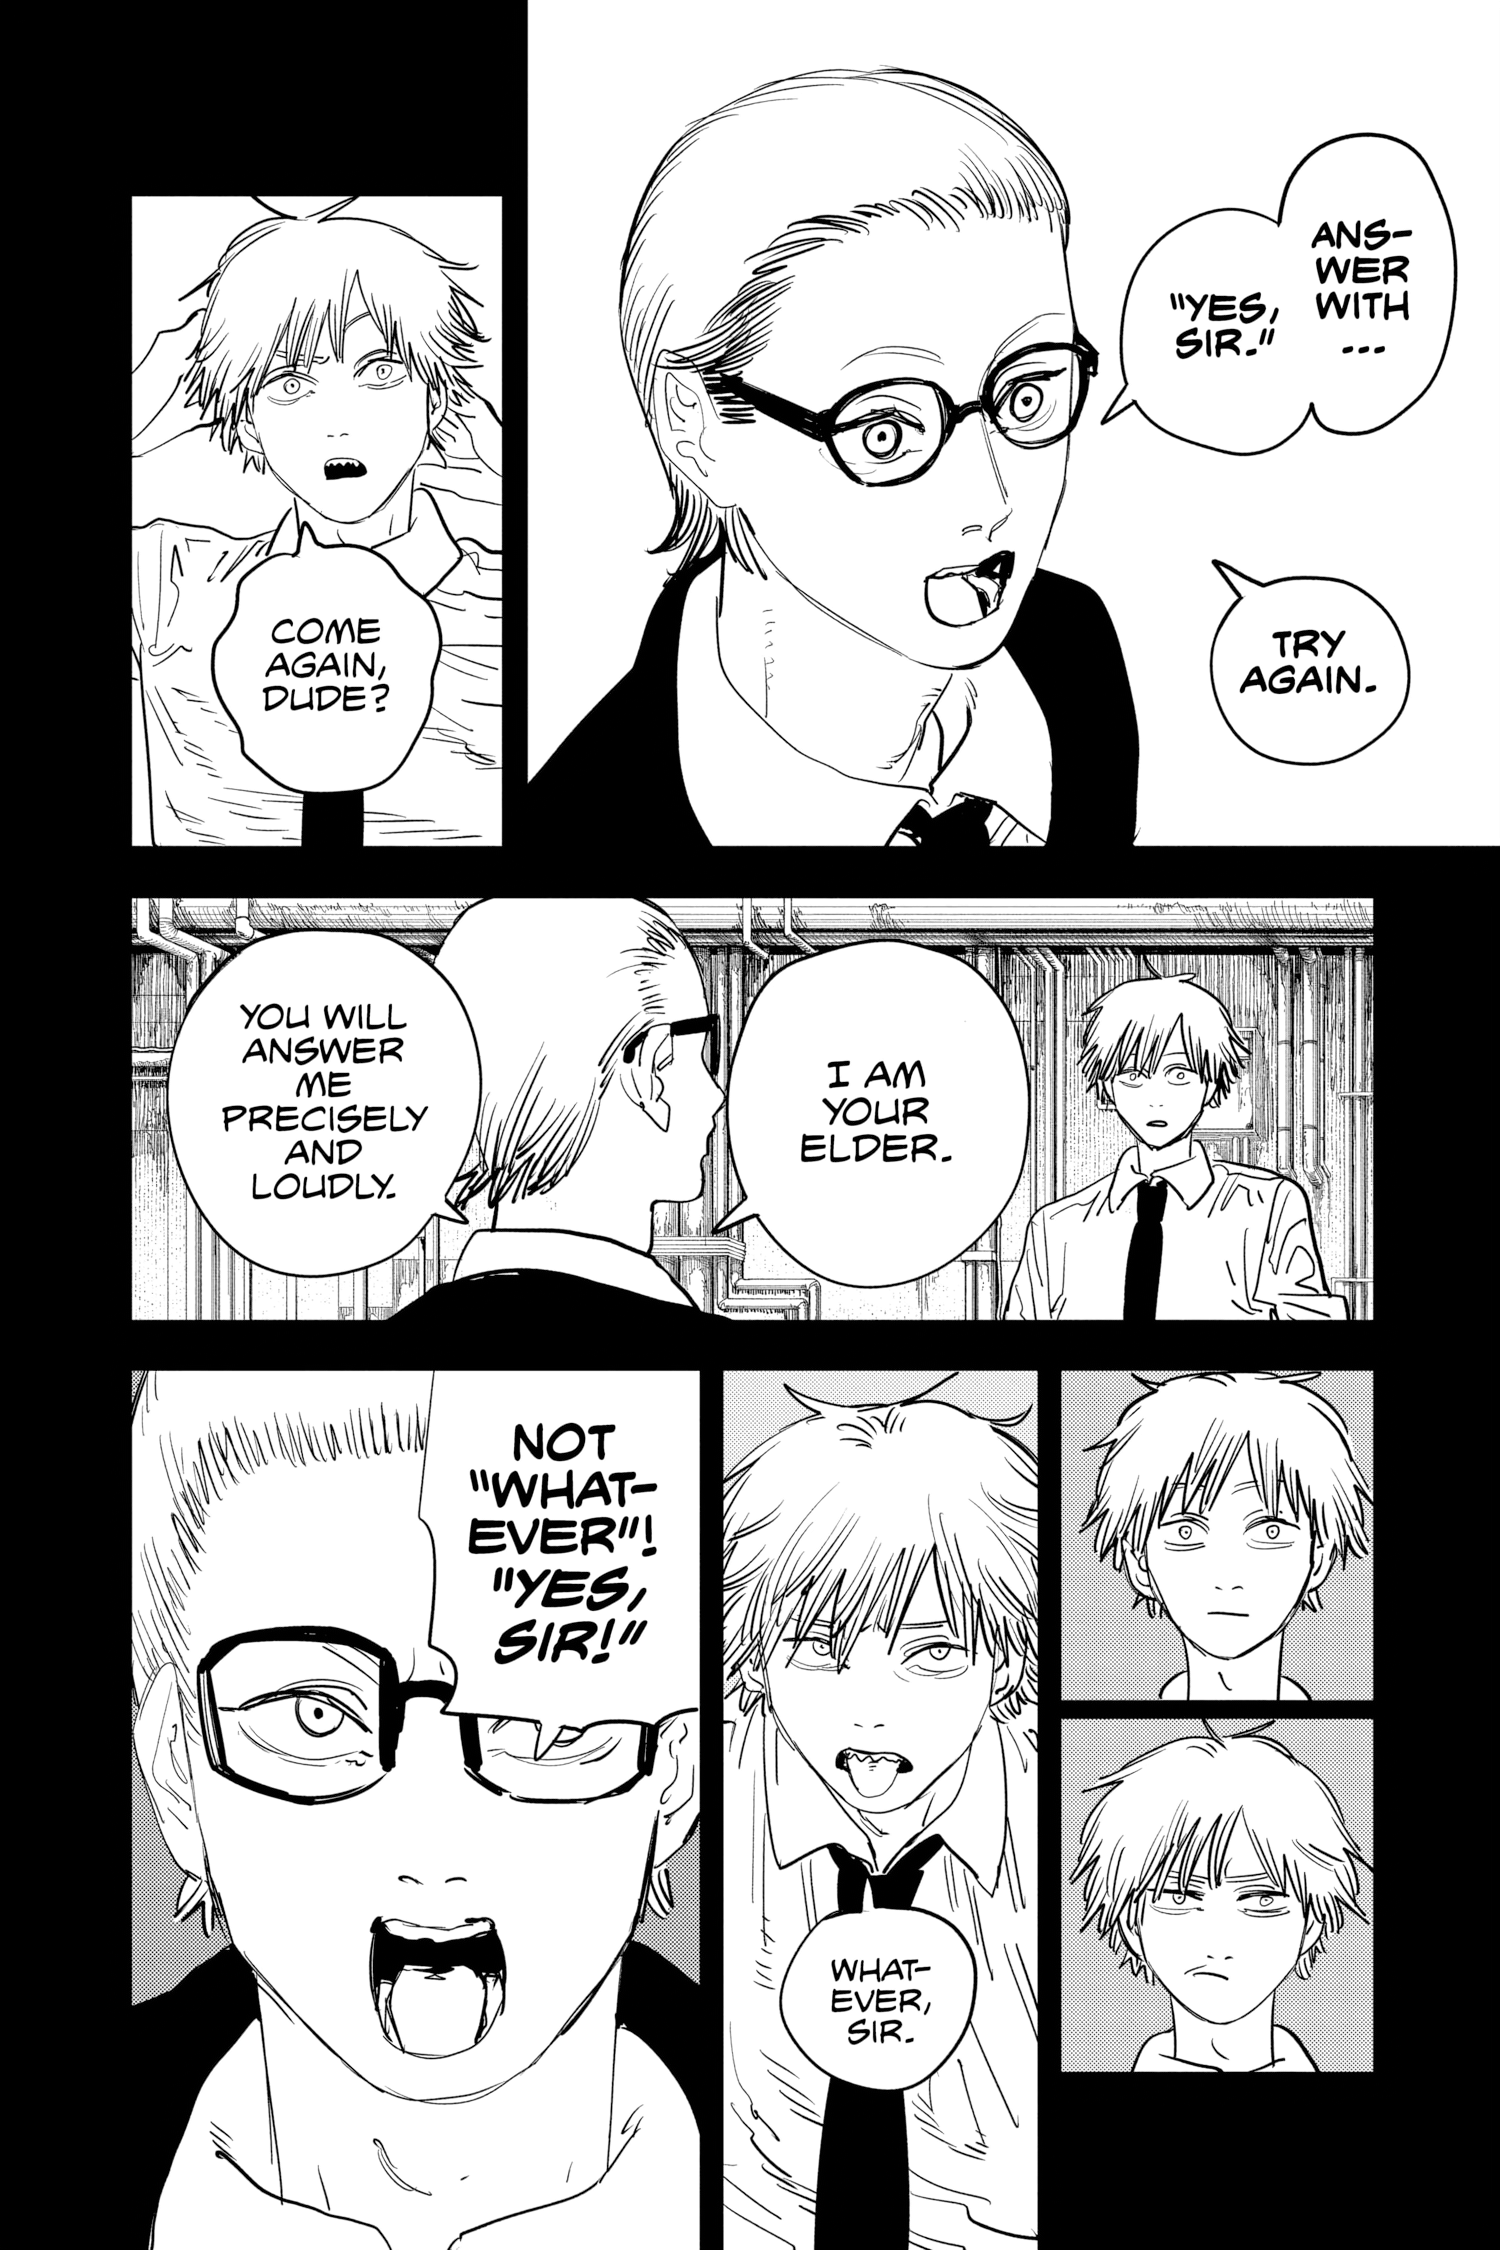 ANS-
WER
WITH
...
"YES,
SIR."
TRY
AGAIN.
COME
AGAIN,
DUDE?
I AM
YOUR
ELDER.
YOU WILL
ANSWER
ME
PRECISELY
AND
LOUDLY.
WHAT-
EVER,
SIR.
NOT
"WHAT-
EVER"!
"YES,
SIR!"